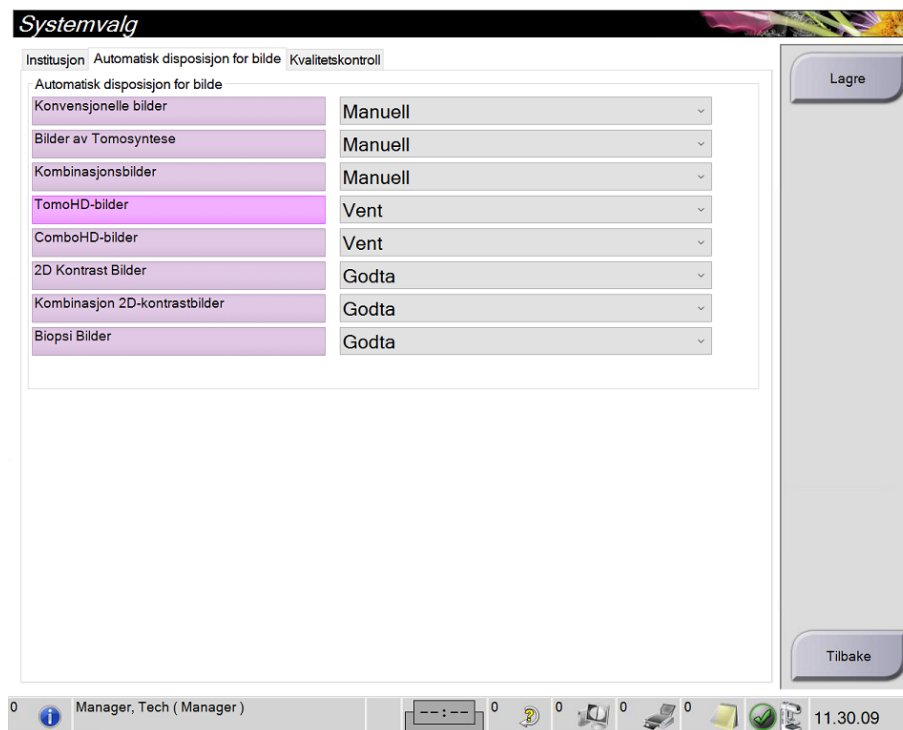 Systemvalg
Institusjon Automatisk disposisjon for bilde Kvalitetskontroll
Lagre
Automatisk disposisjon for bilde
Konvensjonelle bilder Manuell
Bilder av Tomosyntese Manuell
Kombinasjonsbilder Manuell
TomoHD-bilder Vent
ComboHD-bilder Vent
2D Kontrast Bilder Godta
Kombinasjon 2D-kontrastbilder Godta
Biopsi Bilder Godta
Tilbake
0 Manager, Tech ( Manager ) --:-- 0 0 0 0 11.30.09